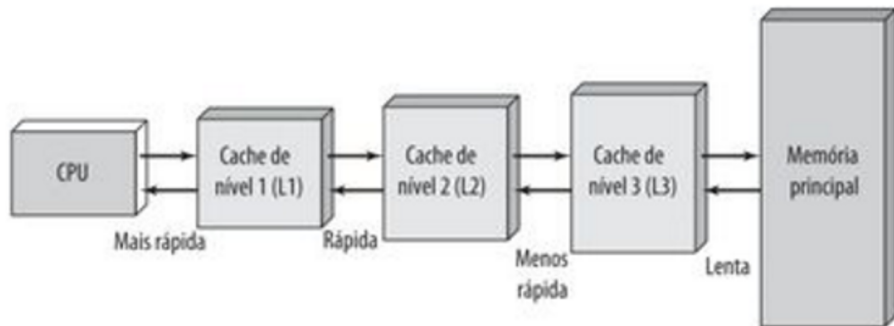 CPU
Cache de
nível 1 (L1)
Cache de
nível 2 (L2)
Cache de
nível 3 (L3)
Memória
principal
Mais rápida
Rápida
Menos
rápida
Lenta